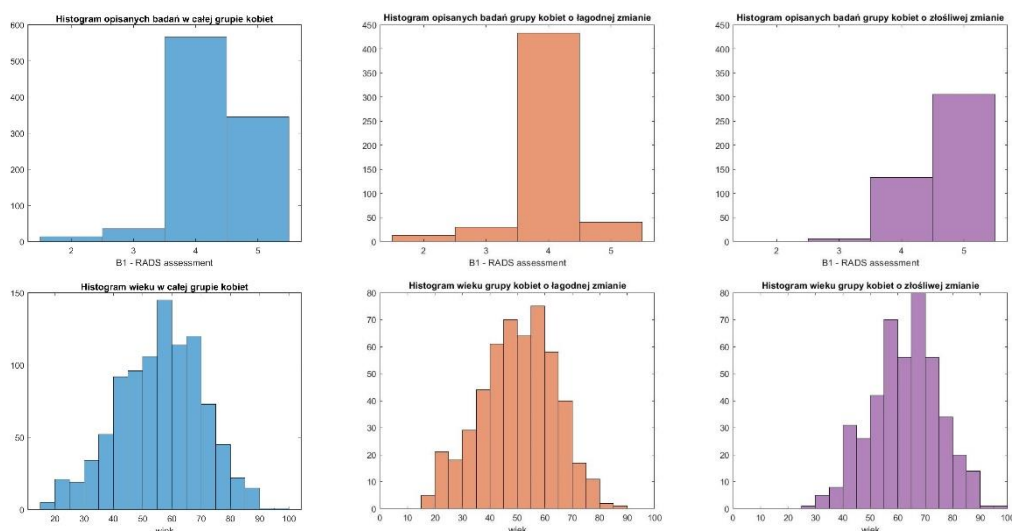 Histogram opisanych badań w całej grupie kobiet
600
500
400
300
200
100
0
2 3 4 5
B1 - RADS assessment
Histogram opisanych badań grupy kobiet o łagodnej zmianie
450
400
350
300
250
200
150
100
50
0
2 3 4 5
B1 - RADS assessment
Histogram opisanych badań grupy kobiet o złośliwej zmianie
450
400
350
300
250
200
150
100
50
0
2 3 4 5
B1 - RADS assessment
Histogram wieku w całej grupie kobiet
150
100
50
0
20 30 40 50 60 70 80 90 100
wiek
Histogram wieku grupy kobiet o łagodnej zmianie
80
70
60
50
40
30
20
10
0
0 10 20 30 40 50 60 70 80 90 100
wiek
Histogram wieku grupy kobiet o złośliwej zmianie
80
70
60
50
40
30
20
10
0
0 10 20 30 40 50 60 70 80 90 100
wiek